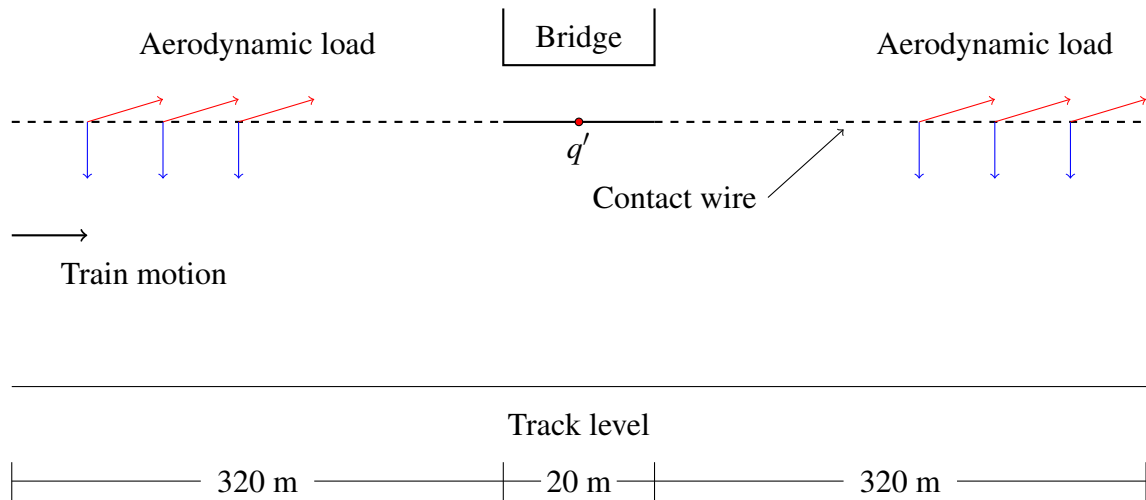 Bridge
Aerodynamic load
Aerodynamic load
q′
Contact wire
Train motion
Track level
320 m
20 m
320 m